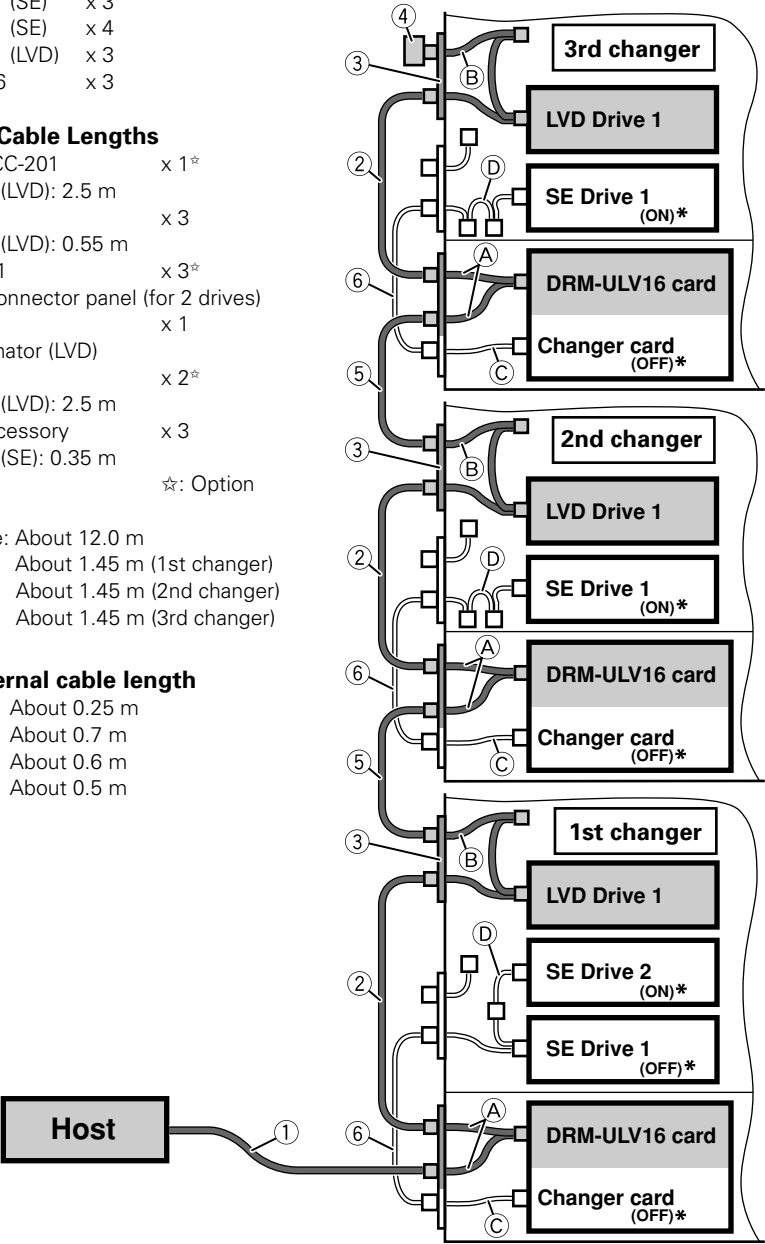 (SE) x 3
(SE) x 4
(LVD) x 3
6 x 3
Cable Lengths
CC-201 x 1☆
(LVD): 2.5 m
x 3
(LVD): 0.55 m
1 x 3☆
onnector panel (for 2 drives)
x 1
nator (LVD)
x 2☆
(LVD): 2.5 m
cessory x 3
(SE): 0.35 m
☆: Option
e: About 12.0 m
About 1.45 m (1st changer)
About 1.45 m (2nd changer)
About 1.45 m (3rd changer)
ernal cable length
About 0.25 m
About 0.7 m
About 0.6 m
About 0.5 m
④
③
Ⓑ
3rd changer
LVD Drive 1
②
Ⓓ
SE Drive 1
(ON)*
Ⓐ
⑥
DRM-ULV16 card
Changer card
(OFF)*
Ⓒ
⑤
③
Ⓑ
2nd changer
LVD Drive 1
②
Ⓓ
SE Drive 1
(ON)*
Ⓐ
⑥
DRM-ULV16 card
Changer card
(OFF)*
Ⓒ
⑤
③
Ⓑ
1st changer
LVD Drive 1
Ⓓ
②
SE Drive 2
(ON)*
SE Drive 1
(OFF)*
Host
①
⑥
Ⓐ
DRM-ULV16 card
Changer card
(OFF)*
Ⓒ